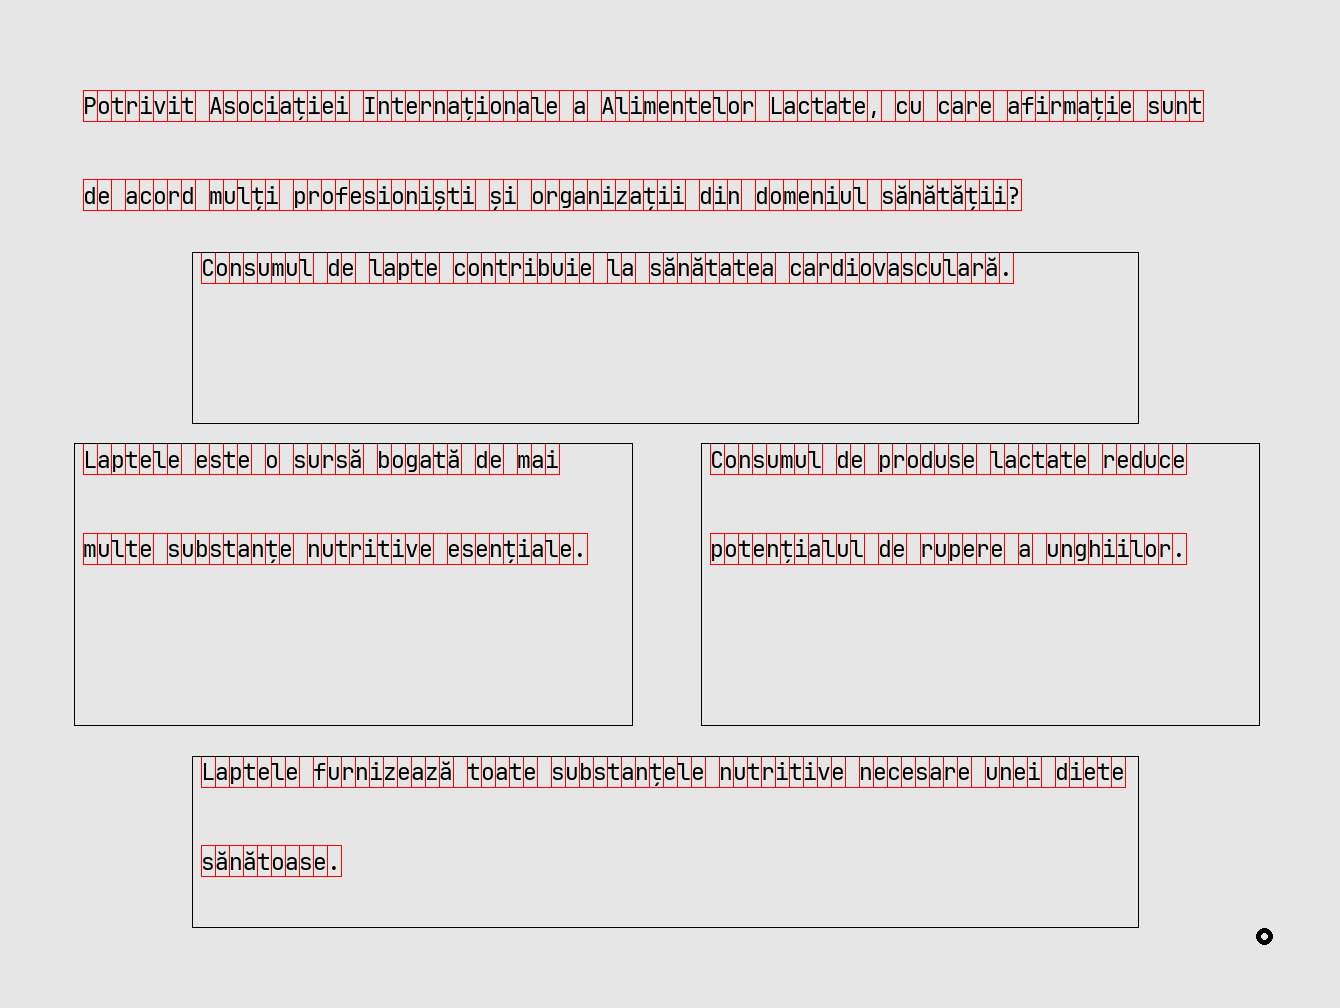 Potrivit Asociației Internaționale a Alimentelor Lactate, cu care afirmație sunt
de acord mulți profesioniști și organizații din domeniul sănătății?
Consumul de lapte contribuie la sănătatea cardiovasculară.
Laptele este o sursă bogată de mai
multe substanțe nutritive esențiale.
Consumul de produse lactate reduce
potențialul de rupere a unghiilor.
Laptele furnizează toate substanțele nutritive necesare unei diete
sănătoase.